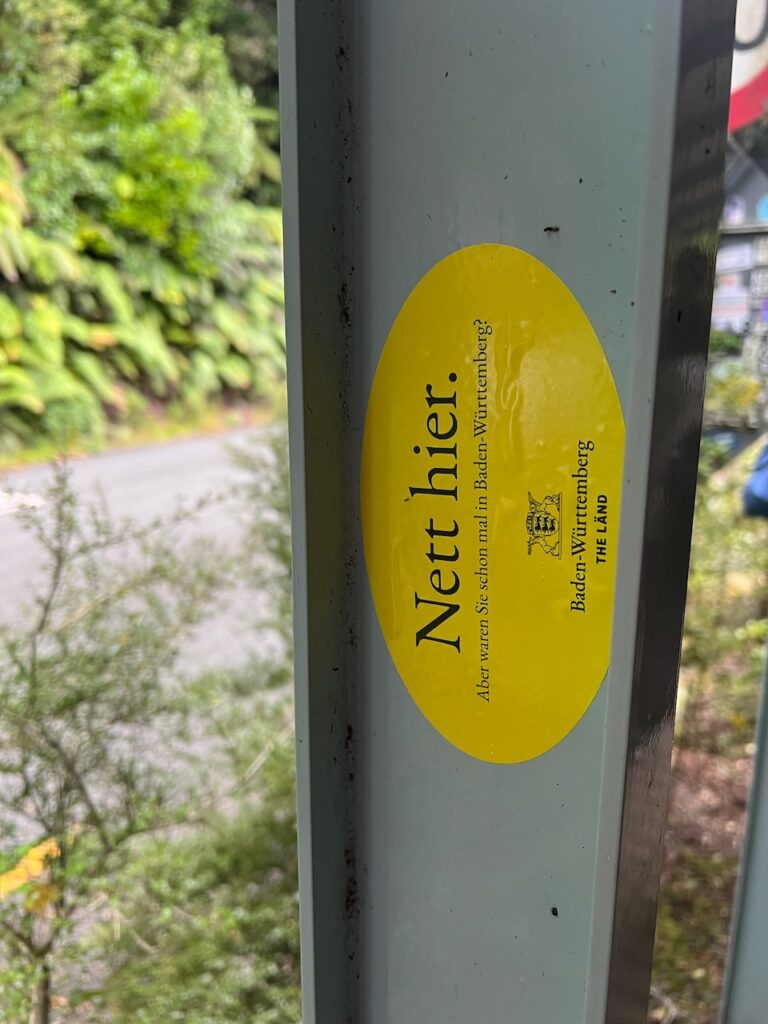 Nett hier.
Aber waren Sie schon mal in Baden-Württemberg?
Baden-Württemberg
THE LÄND